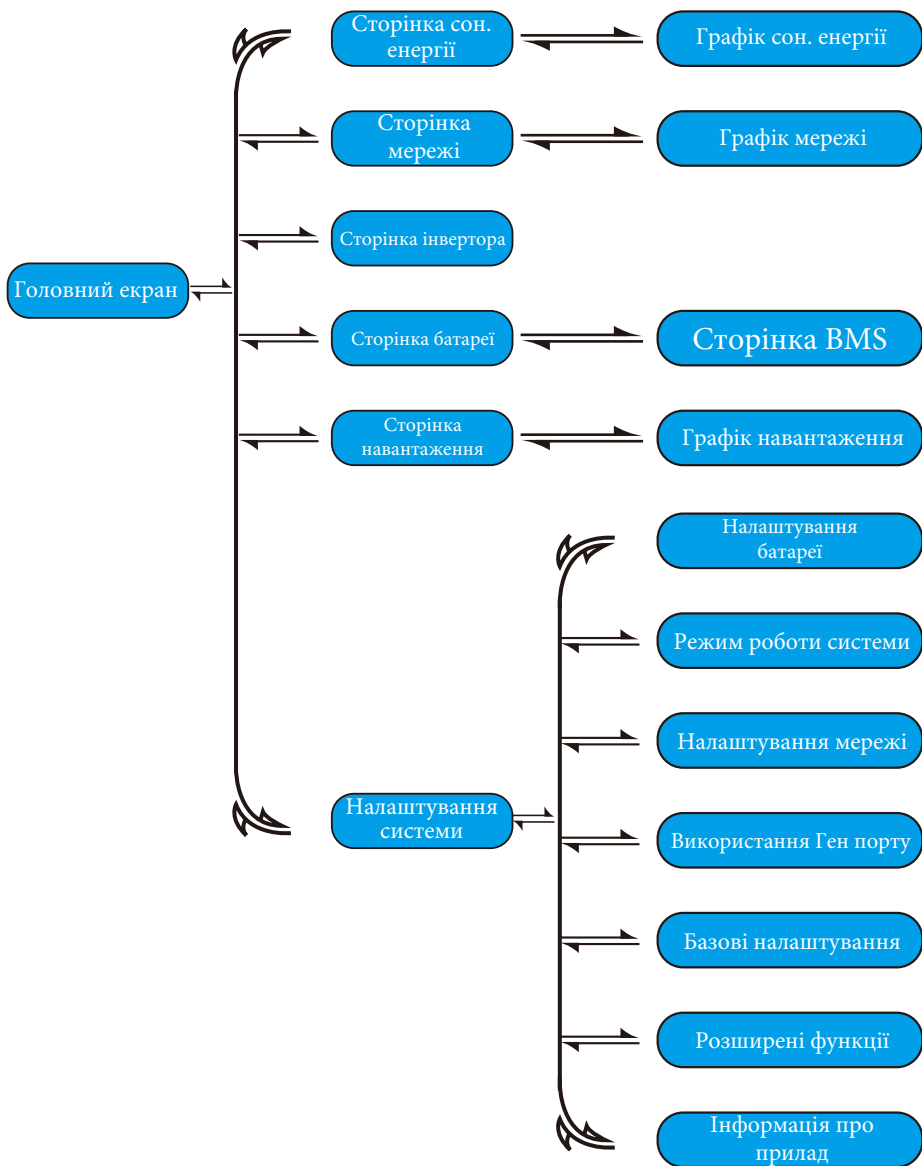 Сторінка сон.
енергії
Графік сон. енергії
Сторінка
мережі
Графік мережі
Сторінка інвертора
Головний екран
Сторінка батареї
Сторінка BMS
Сторінка
навантаження
Графік навантаження
Налаштування
батареї
Режим роботи системи
Налаштування мережі
Налаштування
системи
Використання Ген порту
Базові налаштування
Розширені функції
Інформація про
прилад